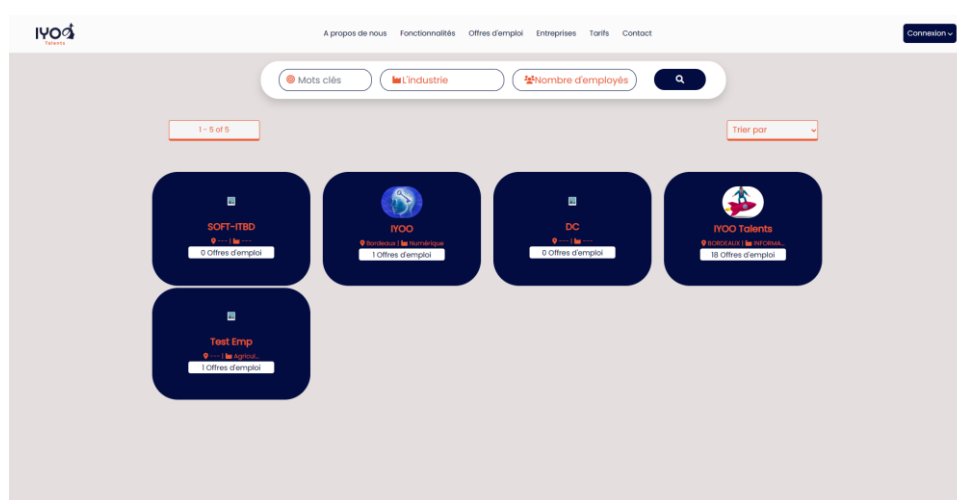 IYOO
Talents
A propos de nous Fonctionnalités Offres d'emploi Entreprises Tarifs Contact
Connexion
Mots clés
L'industrie
Nombre d'employés
1 - 5 of 5
Trier par
SOFT-ITBD
--- | ---
0 Offres d'emploi
IYOO
Bordeaux | Numérique
1 Offres d'emploi
DC
--- | ---
0 Offres d'emploi
IYOO Talents
BORDEAUX | INFORMA...
18 Offres d'emploi
Test Emp
--- | Agricul...
1 Offres d'emploi